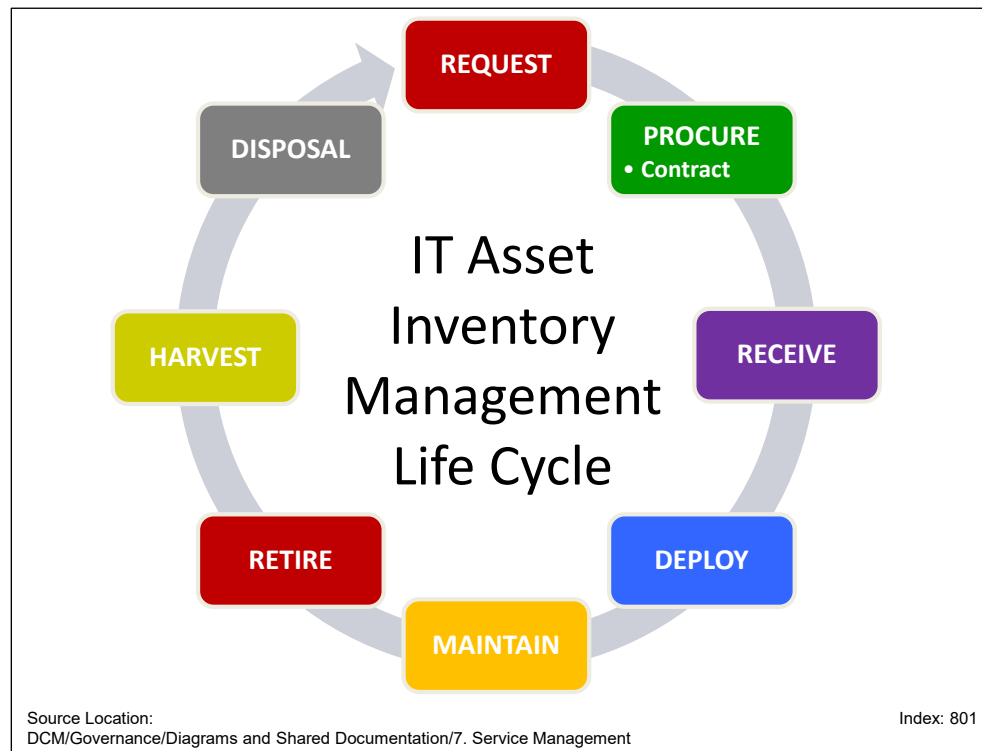 REQUEST
PROCURE
• Contract
RECEIVE
DEPLOY
MAINTAIN
RETIRE
HARVEST
DISPOSAL
IT Asset
Inventory
Management
Life Cycle
Source Location:
DCM/Governance/Diagrams and Shared Documentation/7. Service Management
Index: 801